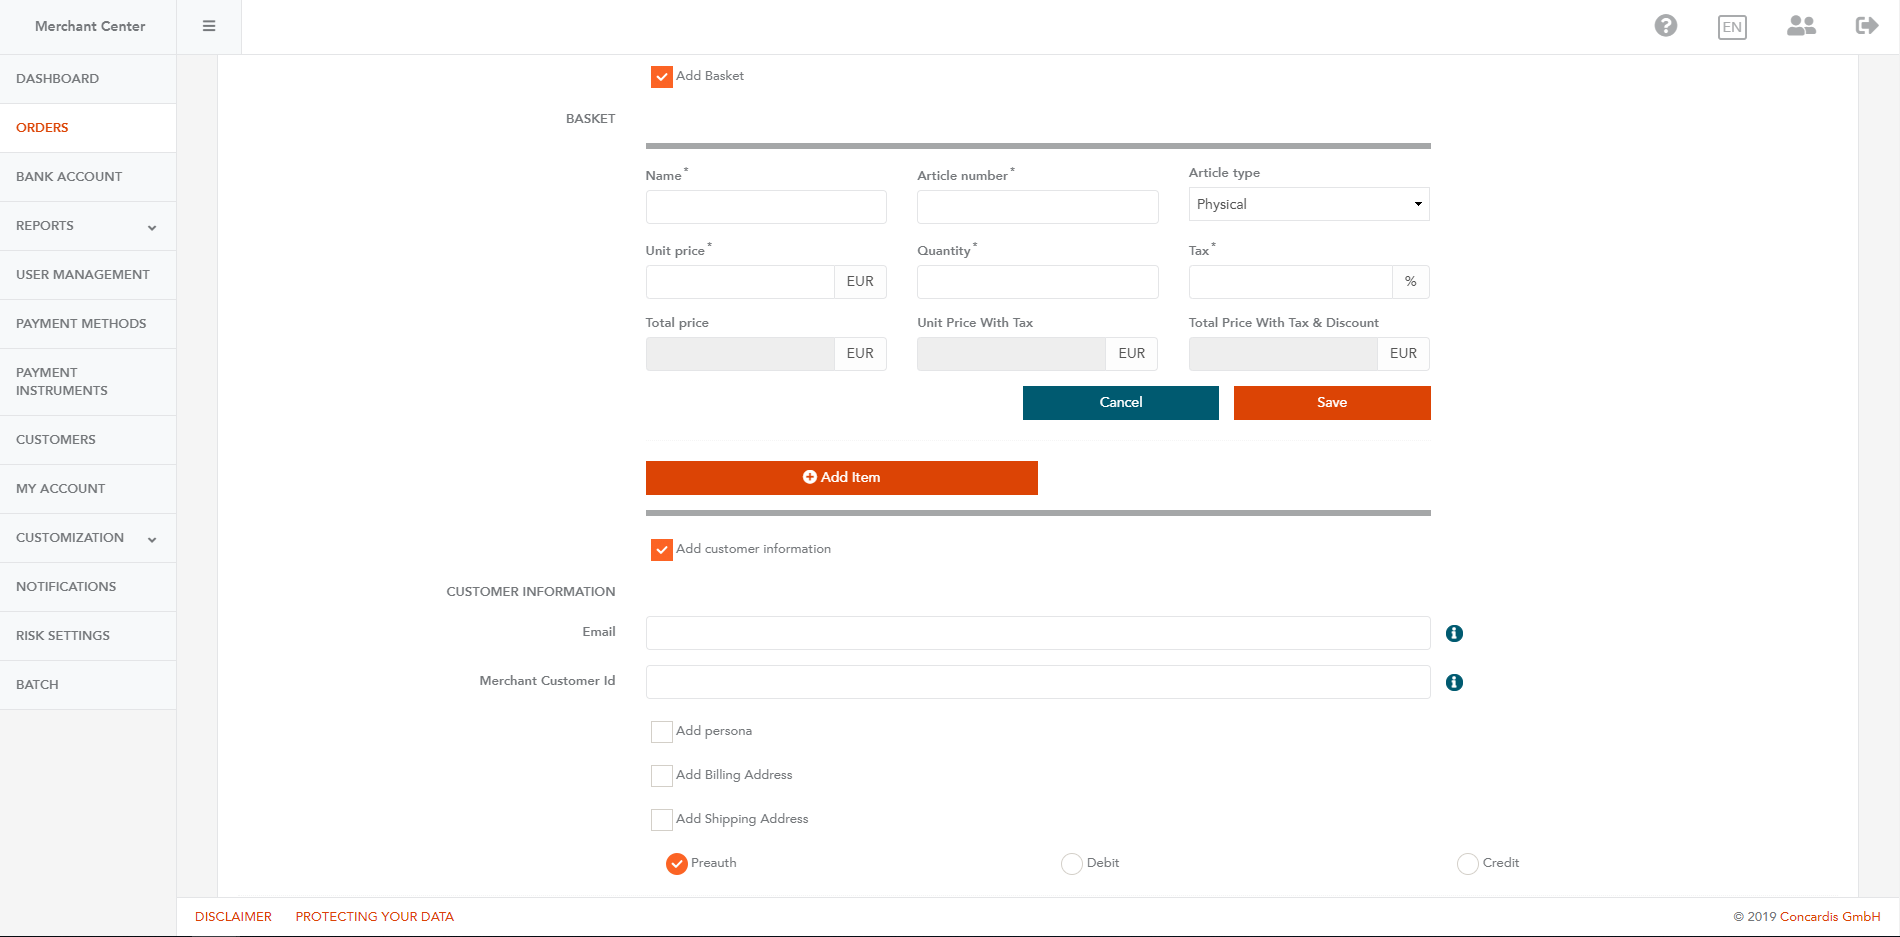 Merchant Center
EN
DASHBOARD
ORDERS
BANK ACCOUNT
REPORTS
USER MANAGEMENT
PAYMENT METHODS
PAYMENT
INSTRUMENTS
CUSTOMERS
MY ACCOUNT
CUSTOMIZATION
NOTIFICATIONS
RISK SETTINGS
BATCH
Add Basket
BASKET
Name* Article number* Article type
Physical
Unit price* Quantity* Tax*
EUR %
Total price Unit Price With Tax Total Price With Tax & Discount
EUR EUR EUR
Cancel Save
Add Item
Add customer information
CUSTOMER INFORMATION
Email
Merchant Customer Id
Add persona
Add Billing Address
Add Shipping Address
Preauth Debit Credit
DISCLAIMER PROTECTING YOUR DATA © 2019 Concardis GmbH